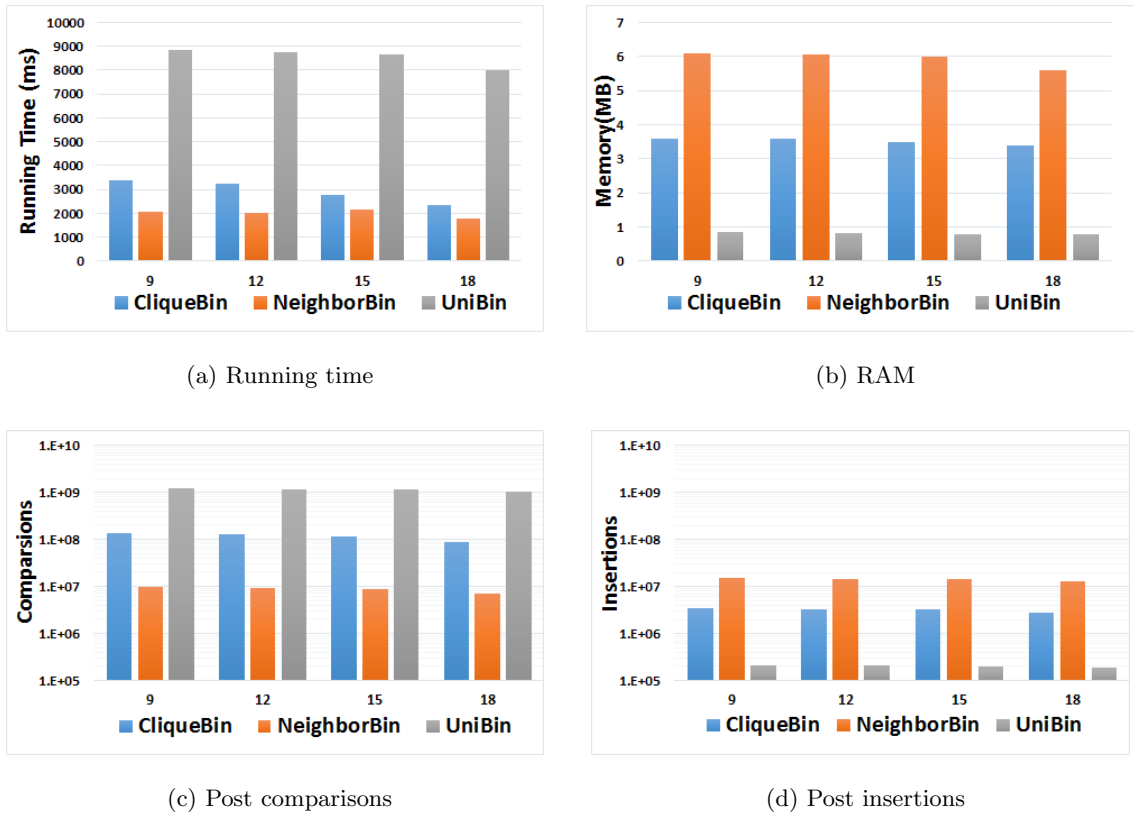 Running Time (ms)
10000
9000
8000
7000
6000
5000
4000
3000
2000
1000
0
9 12 15 18
CliqueBin NeighborBin UniBin
(a) Running time
Memory(MB)
7
6
5
4
3
2
1
0
9 12 15 18
CliqueBin NeighborBin UniBin
(b) RAM
Comparsions
1.E+10
1.E+09
1.E+08
1.E+07
1.E+06
1.E+05
9 12 15 18
CliqueBin NeighborBin UniBin
(c) Post comparisons
Insertions
1.E+10
1.E+09
1.E+08
1.E+07
1.E+06
1.E+05
9 12 15 18
CliqueBin NeighborBin UniBin
(d) Post insertions